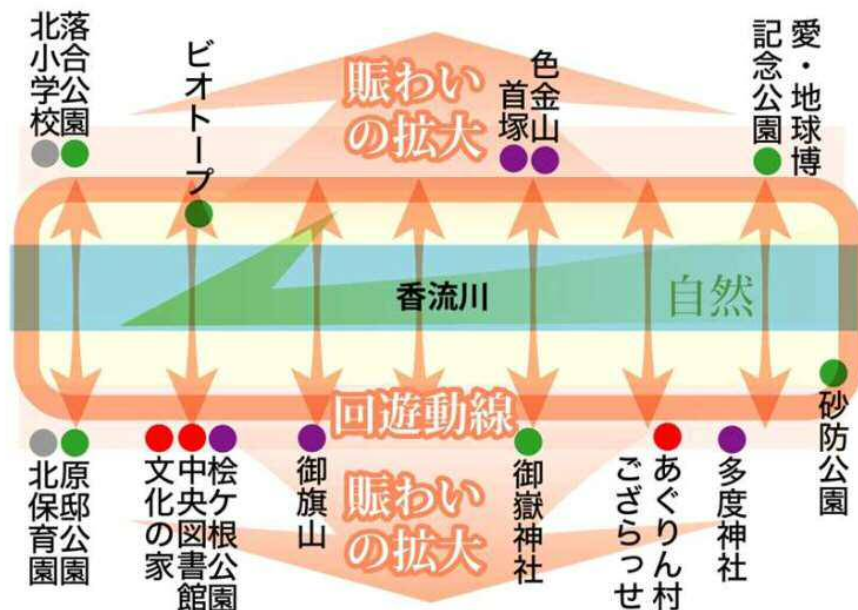 北小学校
落合公園
ビオトープ
賑わい
の拡大
首塚
色金山
愛・地球博
記念公園
香流川
自然
回遊動線
賑わい
の拡大
北保育園
原邸公園
文化の家
中央図書館
桧ケ根公園
御旗山
御嶽神社
あぐりん村
ござらっせ
多度神社
砂防公園